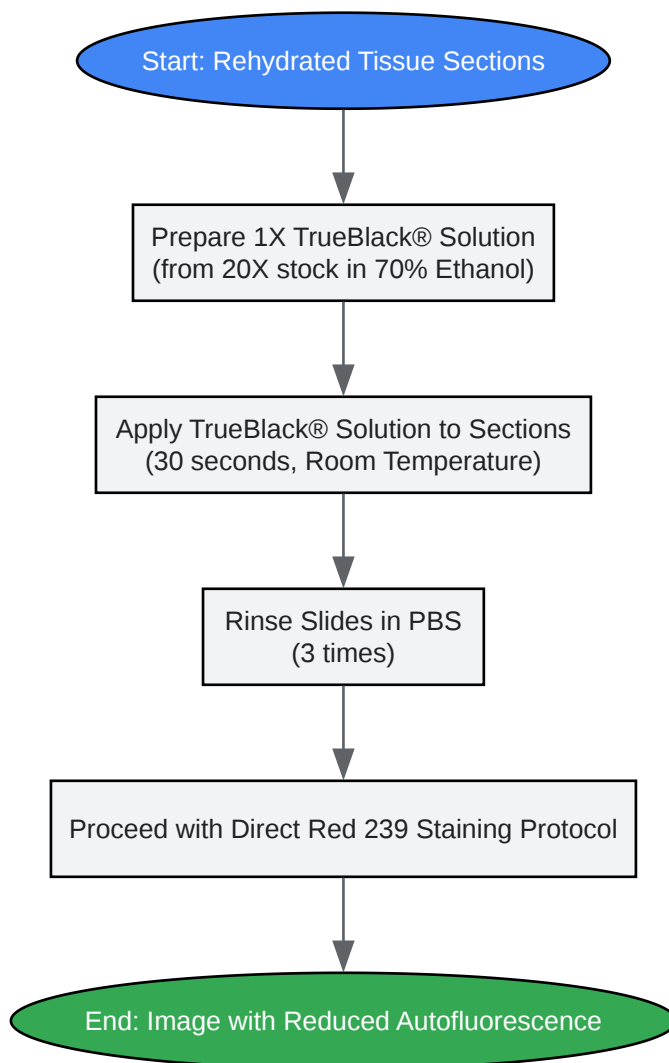 Start: Rehydrated Tissue Sections
Prepare 1X TrueBlack® Solution
(from 20X stock in 70% Ethanol)
Apply TrueBlack® Solution to Sections
(30 seconds, Room Temperature)
Rinse Slides in PBS
(3 times)
Proceed with Direct Red 239 Staining Protocol
End: Image with Reduced Autofluorescence